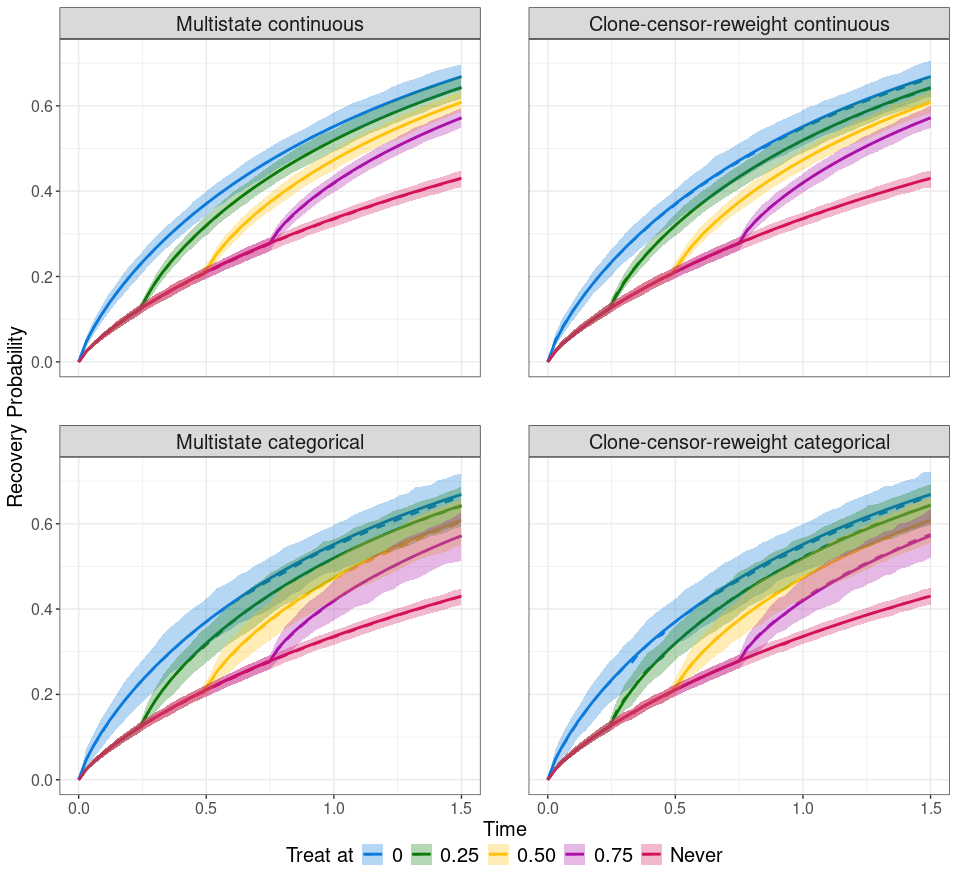 Multistate continuous
Clone-censor-reweight continuous
0.6
0.4
0.2
0.0
Multistate categorical
Clone-censor-reweight categorical
0.6
0.4
0.2
0.0
0.0 0.5 1.0 1.5
0.0 0.5 1.0 1.5
Recovery Probability
Time
Treat at 0 0.25 0.50 0.75 Never